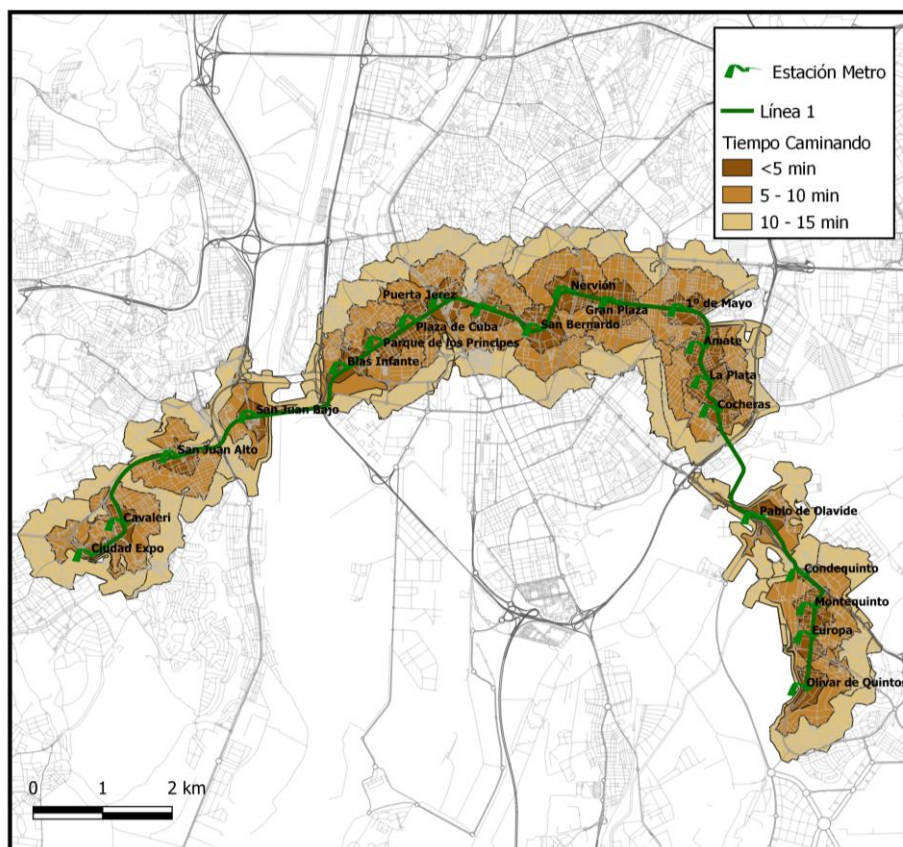 Estación Metro
Línea 1
Tiempo Caminando
<5 min
5 - 10 min
10 - 15 min
Nervión
Puerta Jerez
1º de Mayo
Gran Plaza
Plaza de Cuba
San Bernardo
Parque de los Príncipes
Amate
Blas Infante
La Plata
San Juan Bajo
Cocheras
San Juan Alto
Pablo de Olavide
Cavaleri
Ciudad Expo
Condequinto
Montequinto
Europa
Olivar de Quintos
0 1 2 km